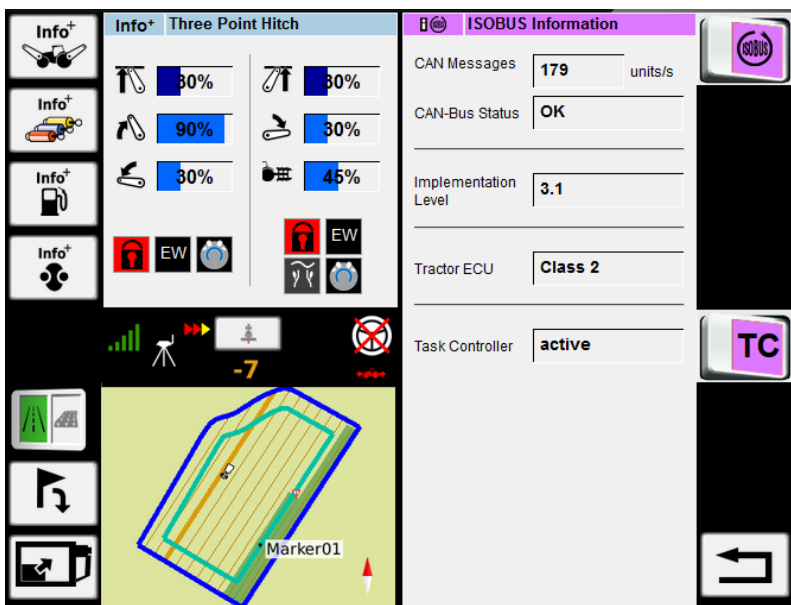 Info+
Info+
Info+
Info+
Info+ Three Point Hitch
30% 30%
90% 30%
30% 45%
EW
EW
-7
Marker01
ISOBUS Information
CAN Messages 179 units/s
CAN-Bus Status OK
Implementation
Level 3.1
Tractor ECU Class 2
Task Controller active
ISOBUS
TC